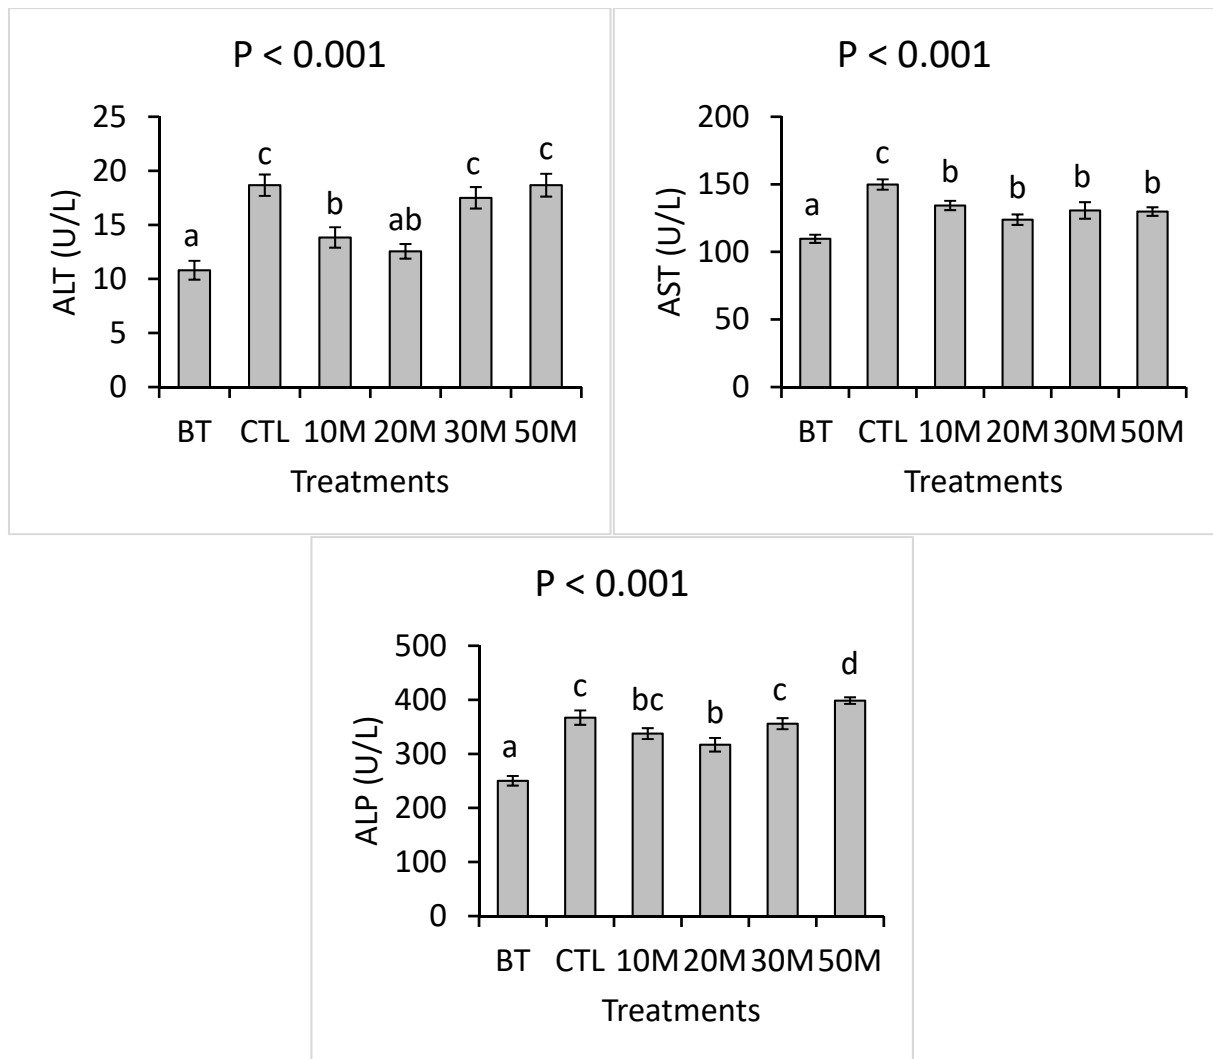 P < 0.001
ALT (U/L)
25
20
15
10
5
0
a
c
b
ab
c
c
BT CTL 10M 20M 30M 50M
Treatments
P < 0.001
AST (U/L)
200
150
100
50
0
a
c
b
b
b
b
BT CTL 10M 20M 30M 50M
Treatments
P < 0.001
ALP (U/L)
500
400
300
200
100
0
a
c
bc
b
c
d
BT CTL 10M 20M 30M 50M
Treatments